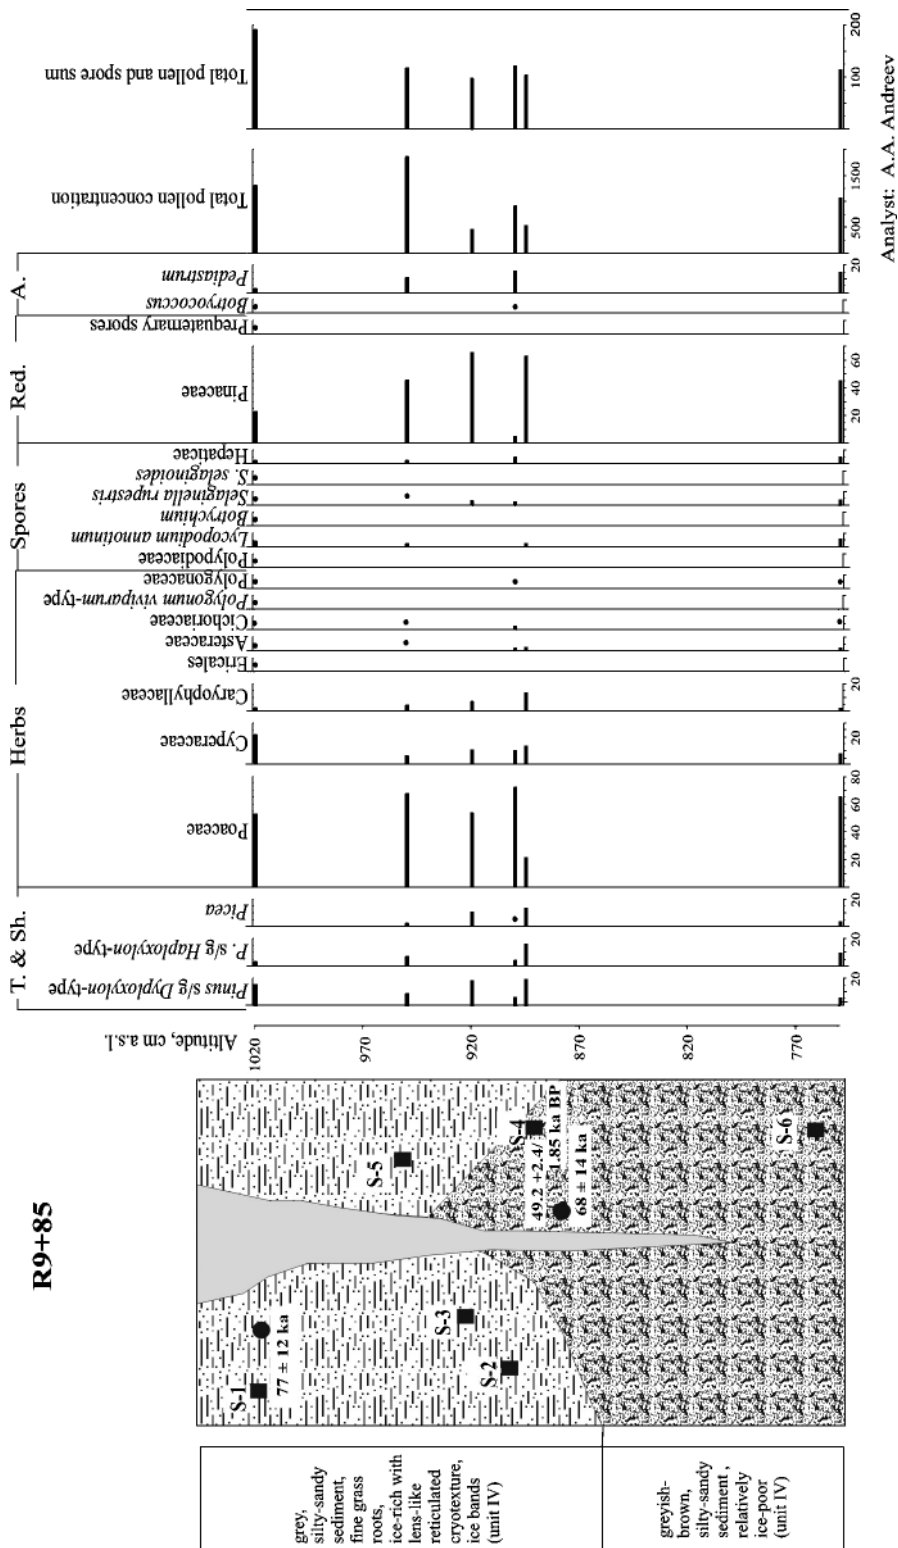 R9+85
grey,
silty-sandy
sediment,
fine grass
roots,
ice-rich with
lens-like
reticulated
cryotexture,
ice bands
(unit IV)
greyish-
brown,
silty-sandy
sediment ,
relatively
ice-poor
(unit IV)
S-1
77 ± 12 ka
S-2
S-3
S-5
S-4
49.2 +2.4/
1.85 ka BP
68 ± 14 ka
S-6
Altitude, cm a.s.l.
1020
970
920
870
820
770
T. & Sh.
Herbs
Spores
Red.
A.
Pinus s/g Dyploxylon-type
P. s/g Haploxylon-type
Picea
Poaceae
Cyperaceae
Caryophyllaceae
Ericales
Asteraceae
Cichoriaceae
Polygonum viviparum-type
Polygonaceae
Polypodiaceae
Lycopodium annotinum
Botrychium
Selaginella rupestris
S. selaginoides
Hepaticae
Pinaceae
Prequaternary spores
Botryococcus
Pediastrum
Total pollen concentration
Total pollen and spore sum
20
20
20
20 40 60 80
20
20
20 40 60
20
500 1500
100 200
Analyst: A.A. Andreev